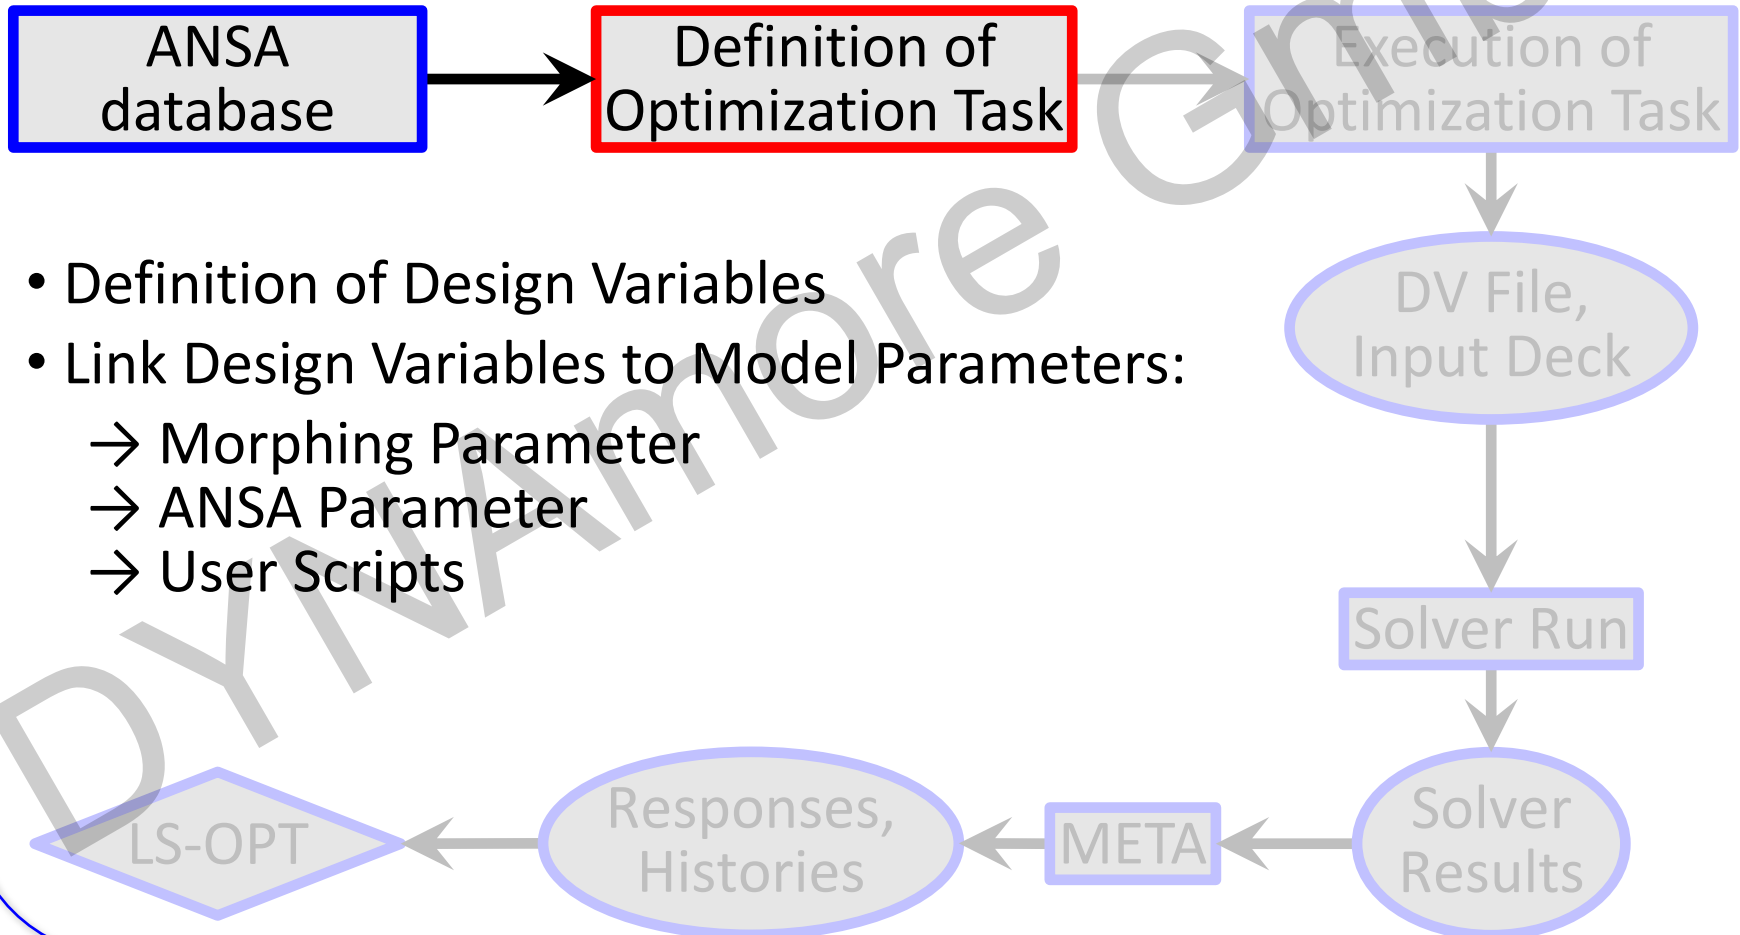 ANSA
database
Definition of
Optimization Task
Execution of
Optimization Task
• Definition of Design Variables
• Link Design Variables to Model Parameters:
→ Morphing Parameter
→ ANSA Parameter
→ User Scripts
DV File,
Input Deck
Solver Run
Solver
Results
META
Responses,
Histories
LS-OPT
DYNAmore